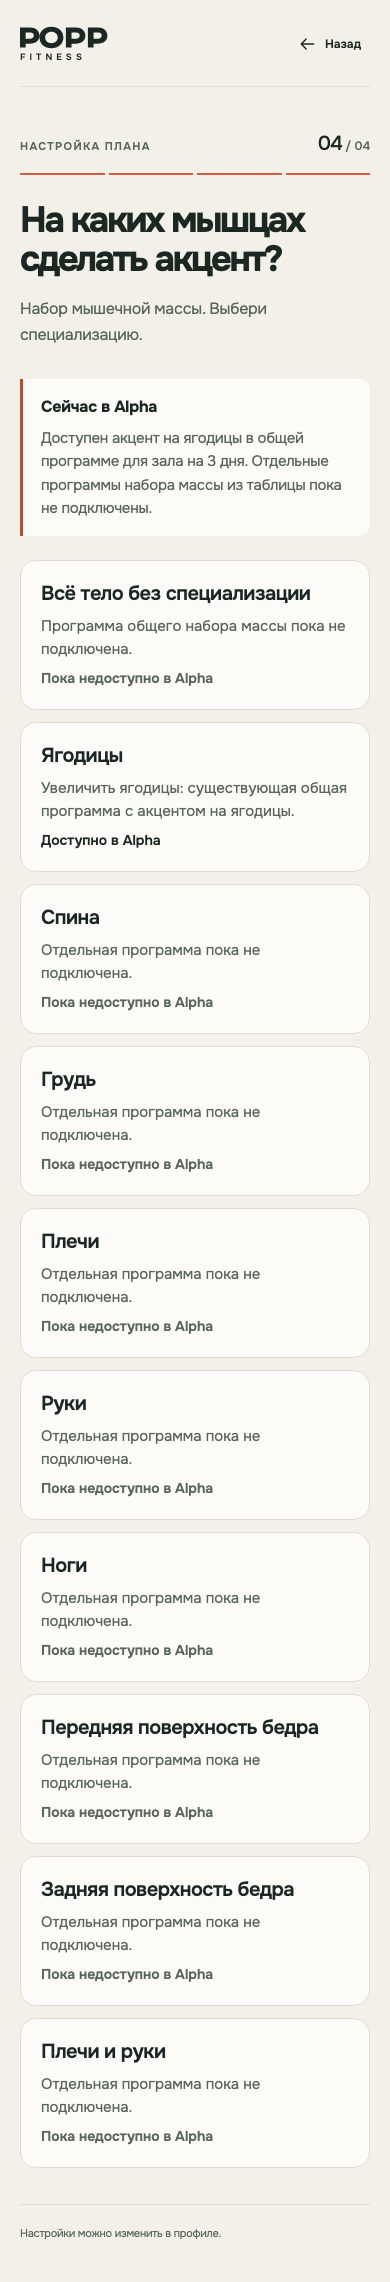 POPP
FITNESS
← Назад
НАСТРОЙКА ПЛАНА
04 / 04
На каких мышцах
сделать акцент?
Набор мышечной массы. Выбери
специализацию.
Сейчас в Alpha
Доступен акцент на ягодицы в общей
программе для зала на 3 дня. Отдельные
программы набора массы из таблицы пока
не подключены.
Всё тело без специализации
Программа общего набора массы пока не
подключена.
Пока недоступно в Alpha
Ягодицы
Увеличить ягодицы: существующая общая
программа с акцентом на ягодицы.
Доступно в Alpha
Спина
Отдельная программа пока не
подключена.
Пока недоступно в Alpha
Грудь
Отдельная программа пока не
подключена.
Пока недоступно в Alpha
Плечи
Отдельная программа пока не
подключена.
Пока недоступно в Alpha
Руки
Отдельная программа пока не
подключена.
Пока недоступно в Alpha
Ноги
Отдельная программа пока не
подключена.
Пока недоступно в Alpha
Передняя поверхность бедра
Отдельная программа пока не
подключена.
Пока недоступно в Alpha
Задняя поверхность бедра
Отдельная программа пока не
подключена.
Пока недоступно в Alpha
Плечи и руки
Отдельная программа пока не
подключена.
Пока недоступно в Alpha
Настройки можно изменить в профиле.